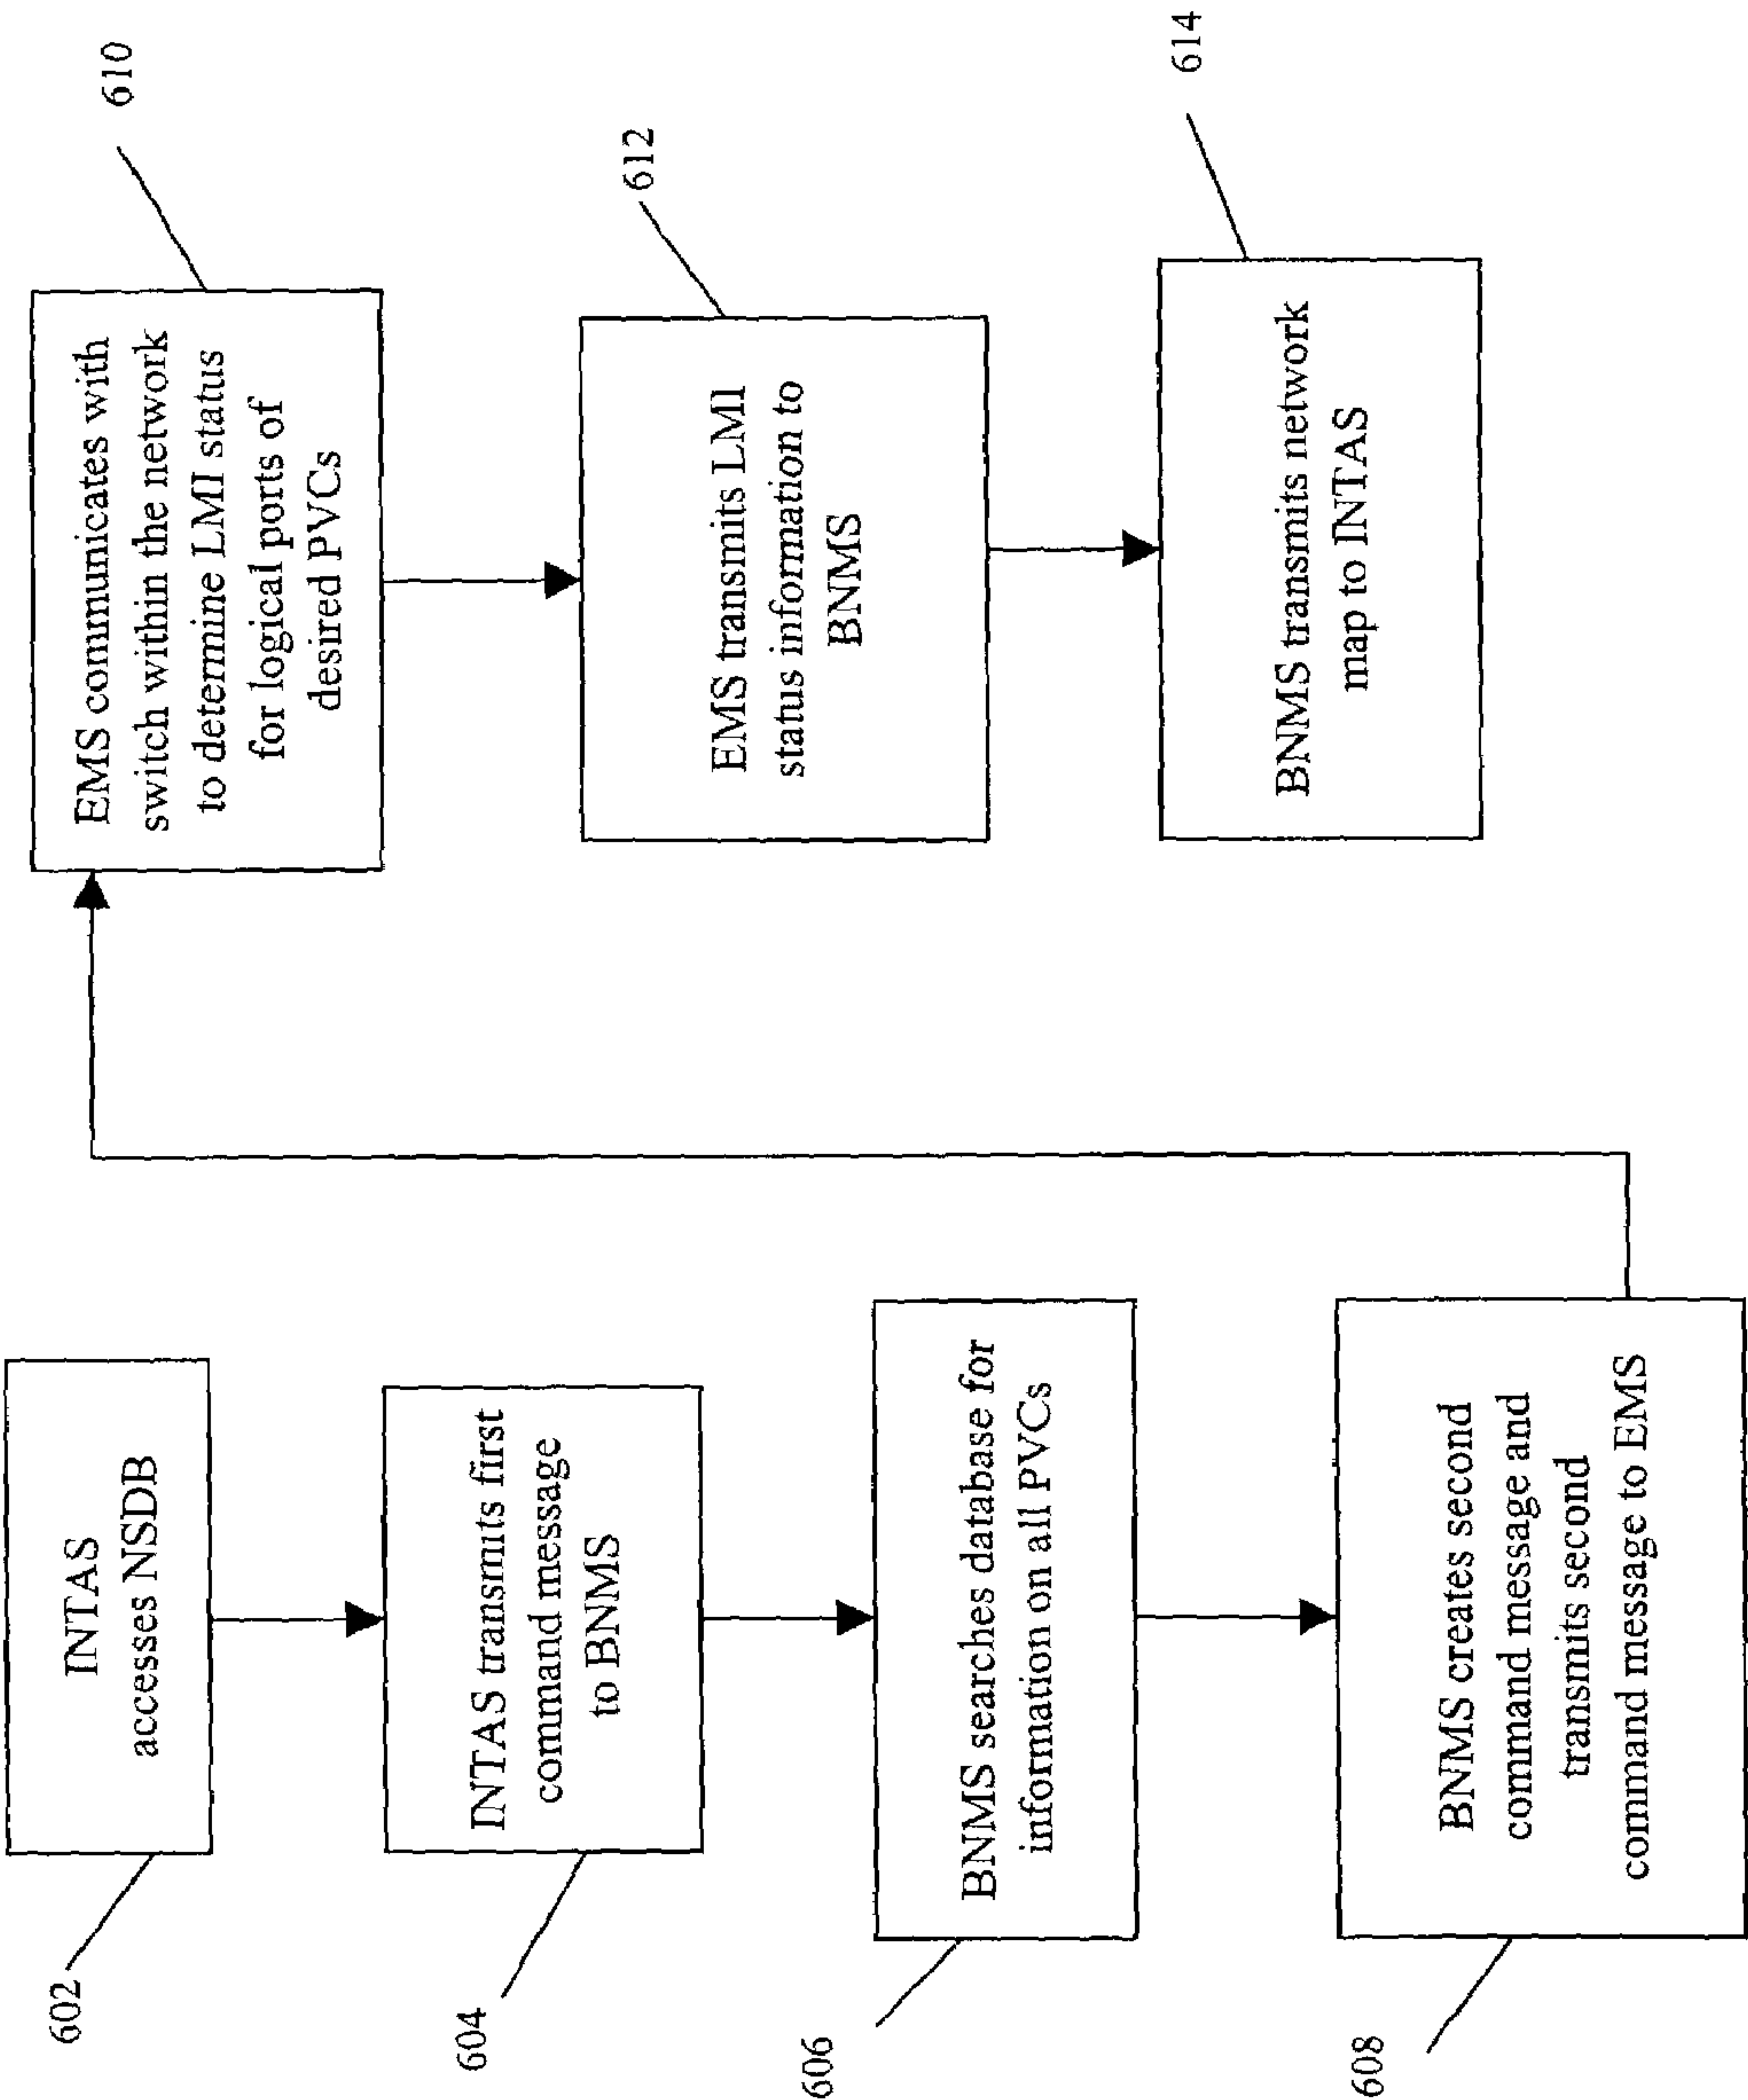 602
INTAS
accesses NSDB
604
INTAS transmits first
command message
to BNMS
606
BNMS searches database for
information on all PVCs
608
BNMS creates second
command message and
transmits second
command message to EMS
610
EMS communicates with
switch within the network
to determine LMI status
for logical ports of
desired PVCs
612
EMS transmits LMI
status information to
BNMS
614
BNMS transmits network
map to INTAS